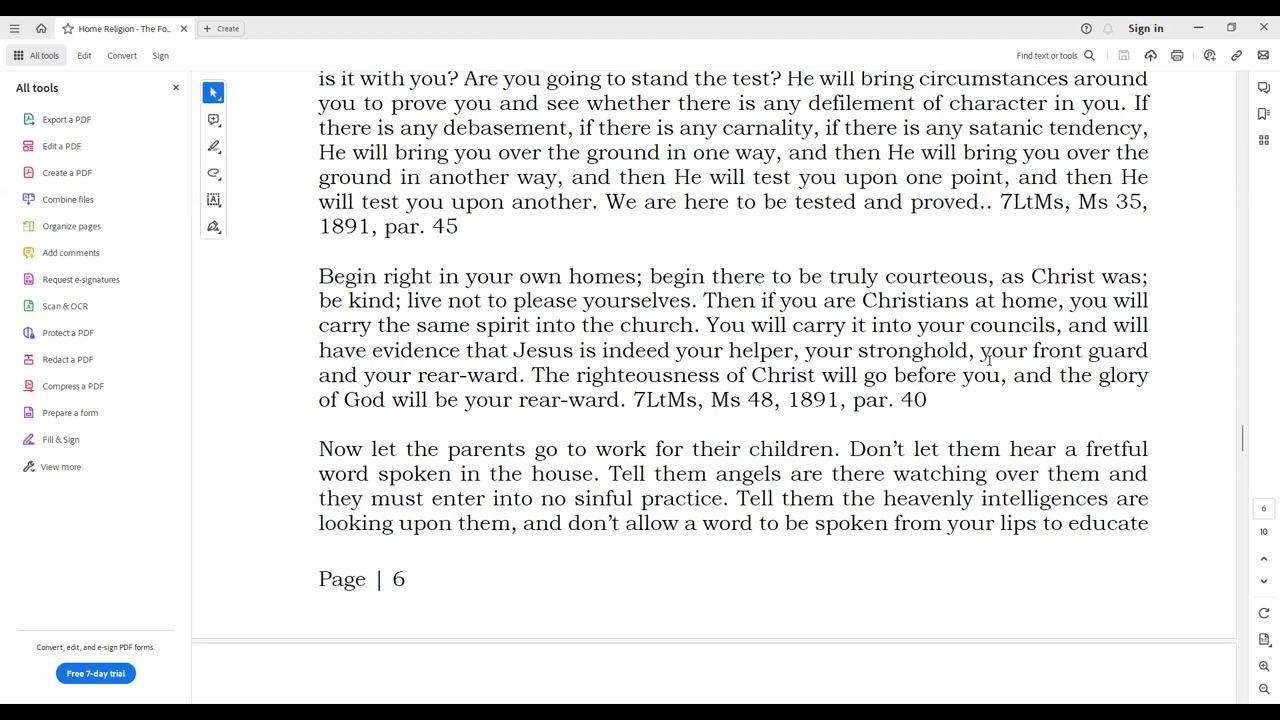 Home Religion - The Fo...
Create
Sign in
All tools
Edit
Convert
Sign
Find text or tools
All tools
Export a PDF
Edit a PDF
Create a PDF
Combine files
Organize pages
Add comments
Request e-signatures
Scan & OCR
Protect a PDF
Redact a PDF
Compress a PDF
Prepare a form
Fill & Sign
View more
Convert, edit, and e-sign PDF forms.
Free 7-day trial
is it with you? Are you going to stand the test? He will bring circumstances around
you to prove you and see whether there is any defilement of character in you. If
there is any debasement, if there is any carnality, if there is any satanic tendency,
He will bring you over the ground in one way, and then He will bring you over the
ground in another way, and then He will test you upon one point, and then He
will test you upon another. We are here to be tested and proved.. 7LtMs, Ms 35,
1891, par. 45
Begin right in your own homes; begin there to be truly courteous, as Christ was;
be kind; live not to please yourselves. Then if you are Christians at home, you will
carry the same spirit into the church. You will carry it into your councils, and will
have evidence that Jesus is indeed your helper, your stronghold, your front guard
and your rear-ward. The righteousness of Christ will go before you, and the glory
of God will be your rear-ward. 7LtMs, Ms 48, 1891, par. 40
Now let the parents go to work for their children. Don't let them hear a fretful
word spoken in the house. Tell them angels are there watching over them and
they must enter into no sinful practice. Tell them the heavenly intelligences are
looking upon them, and don't allow a word to be spoken from your lips to educate
Page | 6
6
10